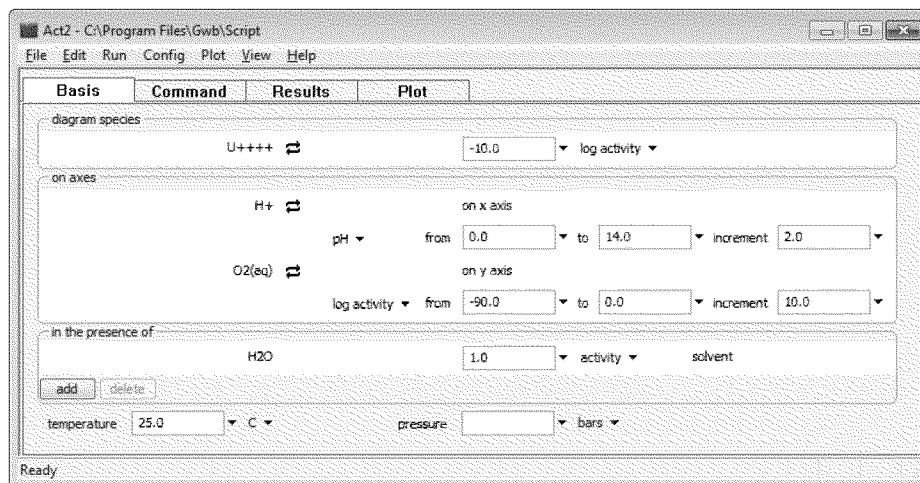 Act2 - C:\Program Files\Gwb\Script
File Edit Run Config Plot View Help
Basis Command Results Plot
diagram species
U++++ -10.0 log activity
on axes
H+ on x axis
pH from 0.0 to 14.0 increment 2.0
O2(aq) on y axis
log activity from -90.0 to 0.0 increment 10.0
in the presence of
H2O 1.0 activity solvent
add delete
temperature 25.0 C pressure bars
Ready